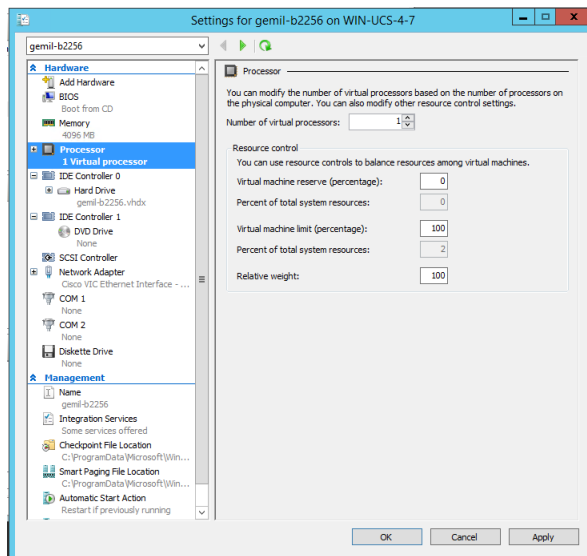 Settings for gemil-b2256 on WIN-UCS-4-7
gemil-b2256
Hardware
Add Hardware
BIOS
Boot from CD
Memory
4096 MB
Processor
1 Virtual processor
IDE Controller 0
Hard Drive
gemil-b2256.vhdx
IDE Controller 1
DVD Drive
None
SCSI Controller
Network Adapter
Cisco VIC Ethernet Interface - ...
COM 1
None
COM 2
None
Diskette Drive
None
Management
Name
gemil-b2256
Integration Services
Some services offered
Checkpoint File Location
C:\ProgramData\Microsoft\Win...
Smart Paging File Location
C:\ProgramData\Microsoft\Win...
Automatic Start Action
Restart if previously running
Processor
You can modify the number of virtual processors based on the number of processors on
the physical computer. You can also modify other resource control settings.
Number of virtual processors: 1
Resource control
You can use resource controls to balance resources among virtual machines.
Virtual machine reserve (percentage): 0
Percent of total system resources: 0
Virtual machine limit (percentage): 100
Percent of total system resources: 2
Relative weight: 100
OK Cancel Apply